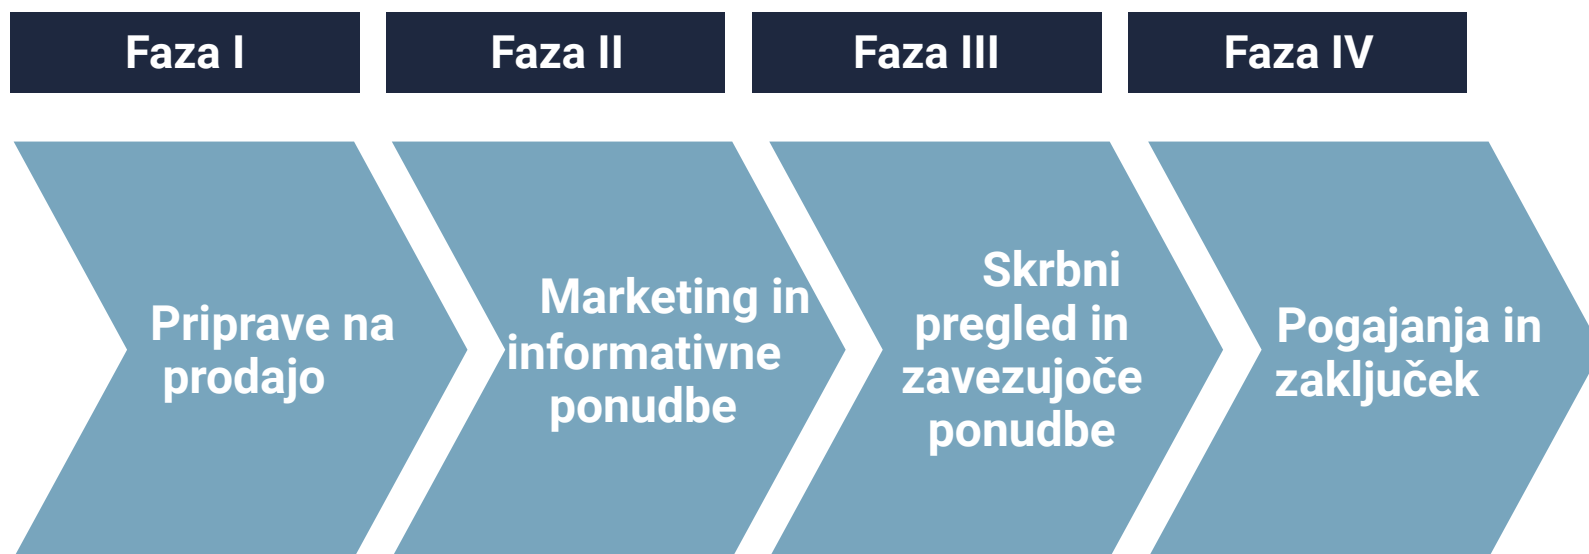 Faza I
Faza II
Faza III
Faza IV
Priprave na
prodajo
Marketing in
informativne
ponudbe
Skrbni
pregled in
zavezujoče
ponudbe
Pogajanja in
zaključek